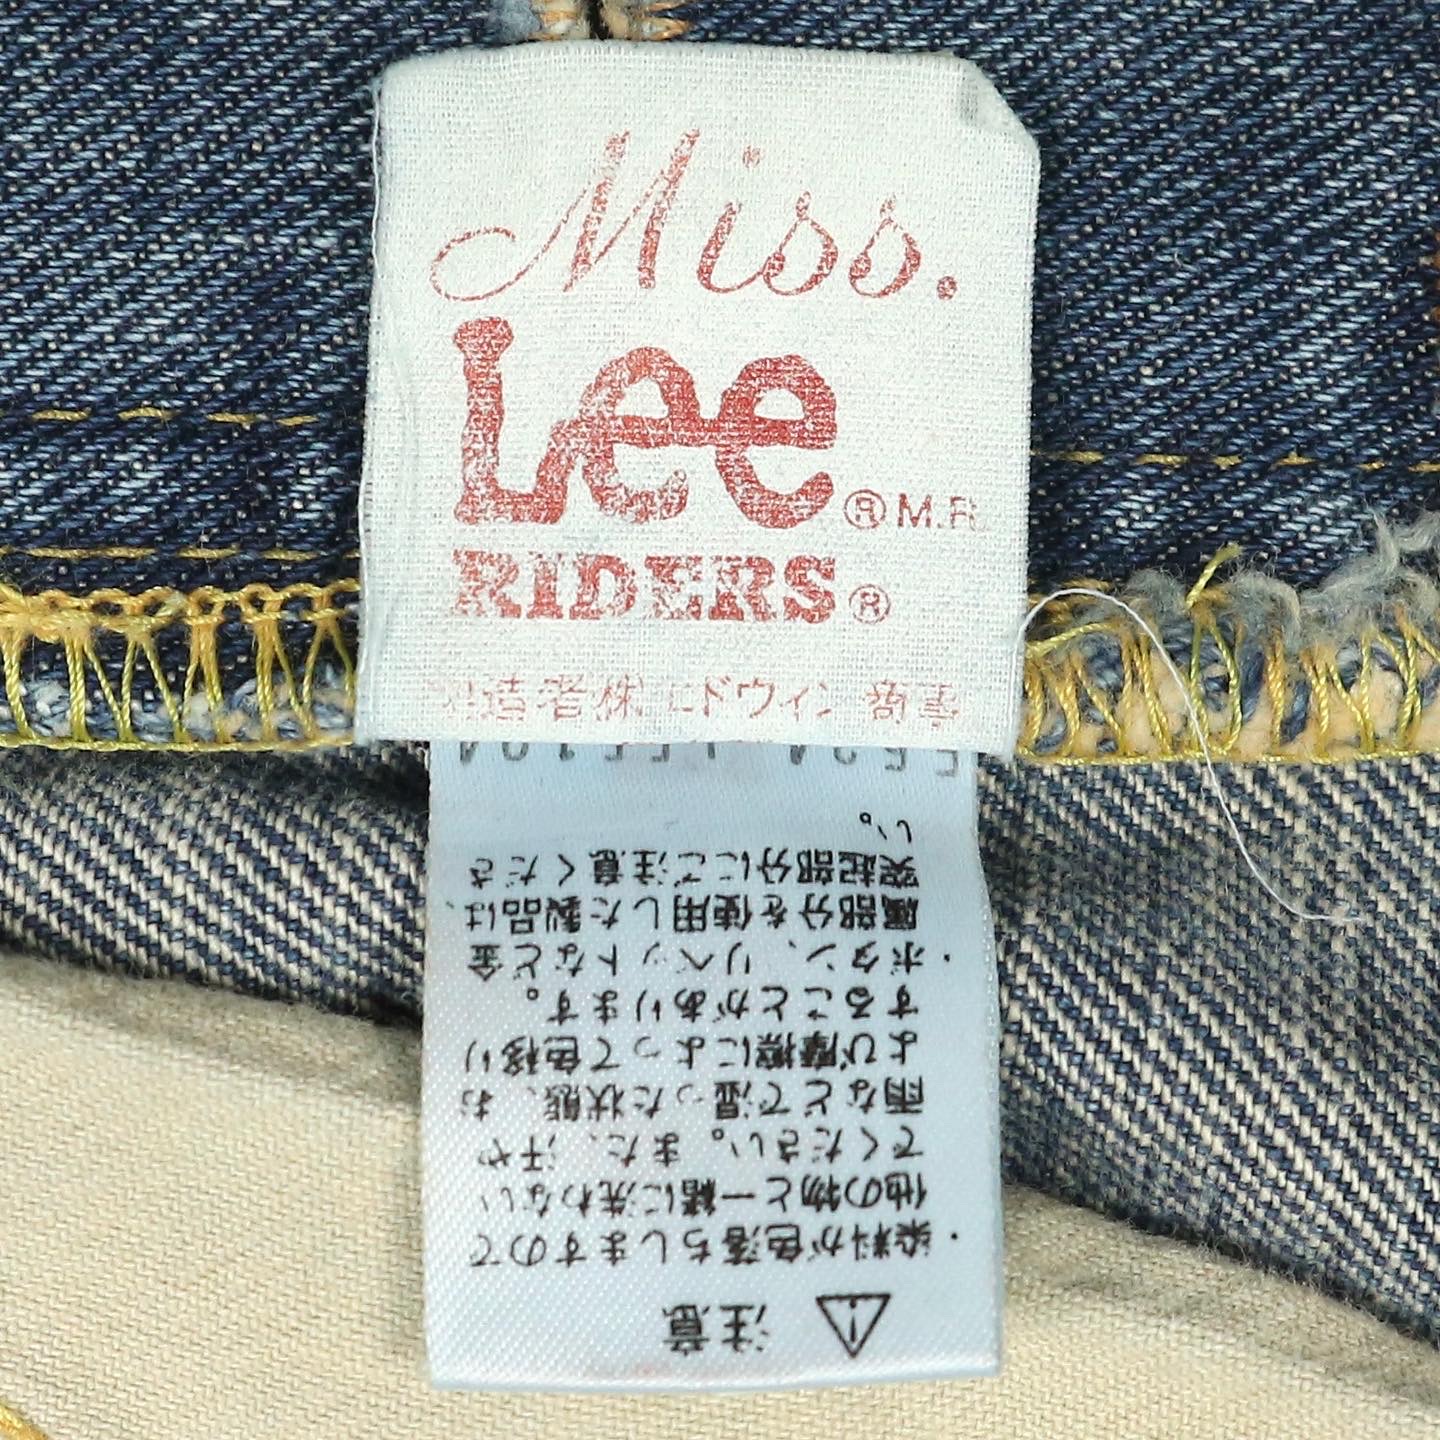 Miss.
Lee ® M.R.
RIDERS ®
製造者 株 エドウィン 商事
注意
・染料が色落ちしますので
他の物と一緒に洗わない
でください。また、汗や
雨などで湿った状態、お
よび摩擦によって色移り
することがあります。
・ボタン、リベットなど金
属部分を使用した製品は、
突起部分にご注意くださ
い。